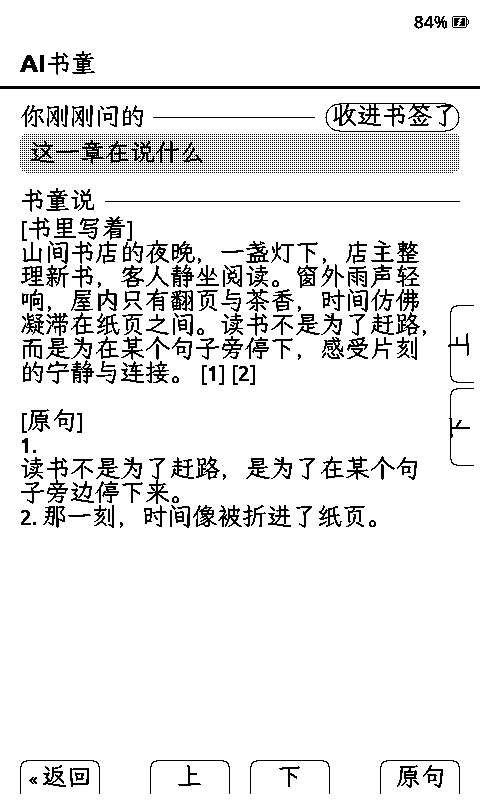 84%
AI书童
你刚刚问的
收进书签了
这一章在说什么
书童说
[书里写着]
山间书店的夜晚，一盏灯下，店主整
理新书，客人静坐阅读。窗外雨声轻
响，屋内只有翻页与茶香，时间仿佛
凝滞在纸页之间。读书不是为了赶路，
而是为在某个句子旁停下，感受片刻
的宁静与连接。 [1] [2]
上
下
[原句]
1.
读书不是为了赶路，是为了在某个句
子旁边停下来。
2. 那一刻，时间像被折进了纸页。
« 返回
上
下
原句